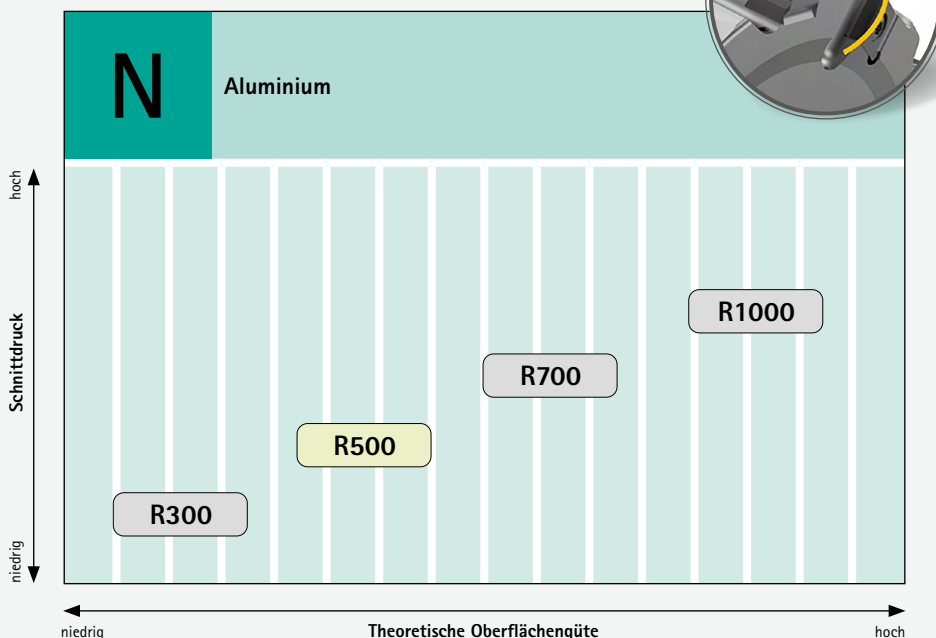 N
Aluminium
hoch
Schnittdruck
niedrig
R1000
R700
R500
R300
niedrig
Theoretische Oberflächengüte
hoch